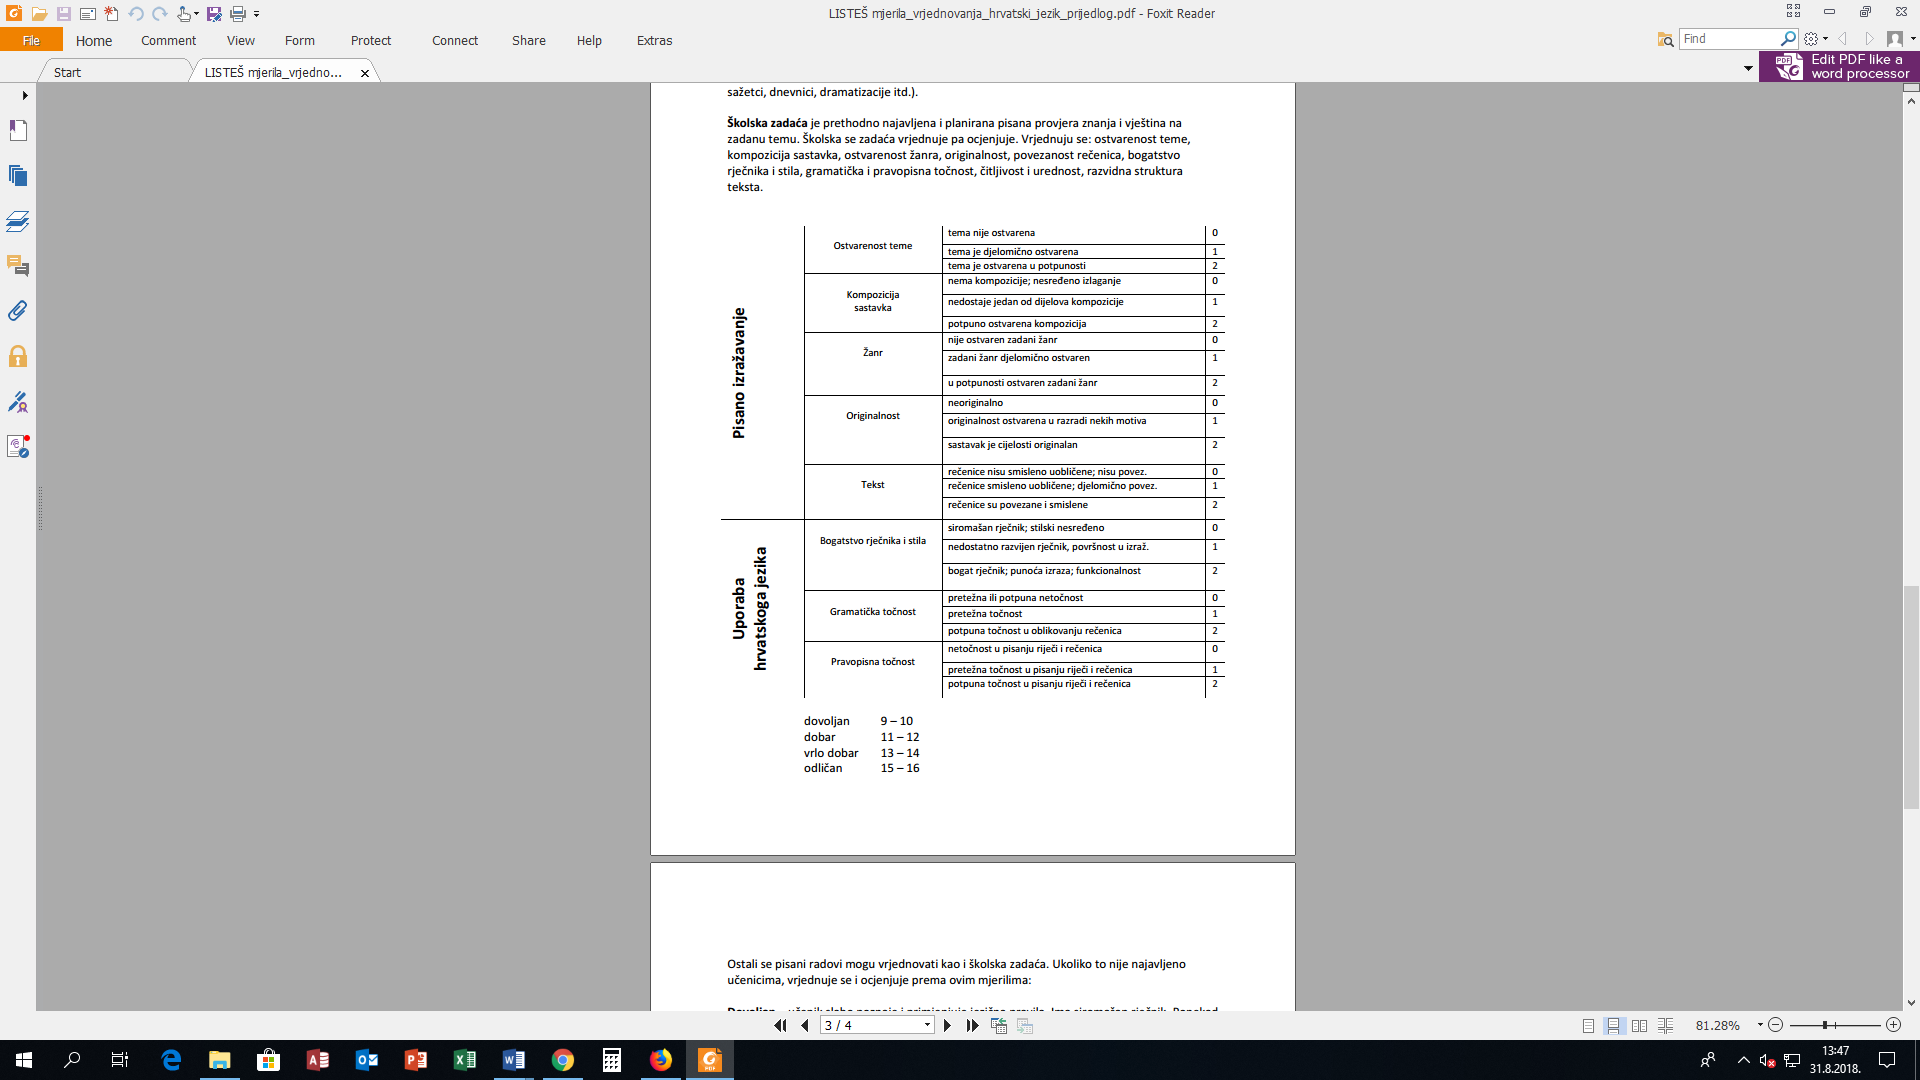 LISTEŠ mjerila_vrjednovanja_hrvatski_jezik_prijedlog.pdf - Foxit Reader
File Home Comment View Form Protect Connect Share Help Extras
Find
Start
LISTEŠ mjerila_vrjedno...
Edit PDF like a
word processor
sažetci, dnevnici, dramatizacije itd.).
Školska zadaća je prethodno najavljena i planirana pisana provjera znanja i vještina na
zadanu temu. Školska se zadaća vrjednuje pa ocjenjuje. Vrjednuju se: ostvarenost teme,
kompozicija sastavka, ostvarenost žanra, originalnost, povezanost rečenica, bogatstvo
rječnika i stila, gramatička i pravopisna točnost, čitljivost i urednost, razvidna struktura
teksta.
Pisano izražavanje
Ostvarenost teme
tema nije ostvarena 0
tema je djelomično ostvarena 1
tema je ostvarena u potpunosti 2
Kompozicija
sastavka
nema kompozicije; nesređeno izlaganje 0
nedostaje jedan od dijelova kompozicije 1
potpuno ostvarena kompozicija 2
Žanr
nije ostvaren zadani žanr 0
zadani žanr djelomično ostvaren 1
u potpunosti ostvaren zadani žanr 2
Originalnost
neoriginalno 0
originalnost ostvarena u razradi nekih motiva 1
sastavak je cijelosti originalan 2
Tekst
rečenice nisu smisleno uobličene; nisu povez. 0
rečenice smisleno uobličene; djelomično povez. 1
rečenice su povezane i smislene 2
Uporaba
hrvatskoga jezika
Bogatstvo rječnika i stila
siromašan rječnik; stilski nesređeno 0
nedostatno razvijen rječnik, površnost u izraž. 1
bogat rječnik; punoća izraza; funkcionalnost 2
Gramatička točnost
pretežna ili potpuna netočnost 0
pretežna točnost 1
potpuna točnost u oblikovanju rečenica 2
Pravopisna točnost
netočnost u pisanju riječi i rečenica 0
pretežna točnost u pisanju riječi i rečenica 1
potpuna točnost u pisanju riječi i rečenica 2
dovoljan 9 – 10
dobar 11 – 12
vrlo dobar 13 – 14
odličan 15 – 16
Ostali se pisani radovi mogu vrjednovati kao i školska zadaća. Ukoliko to nije najavljeno
učenicima, vrjednuje se i ocjenjuje prema ovim mjerilima:
3 / 4
81.28%
13:47
31.8.2018.